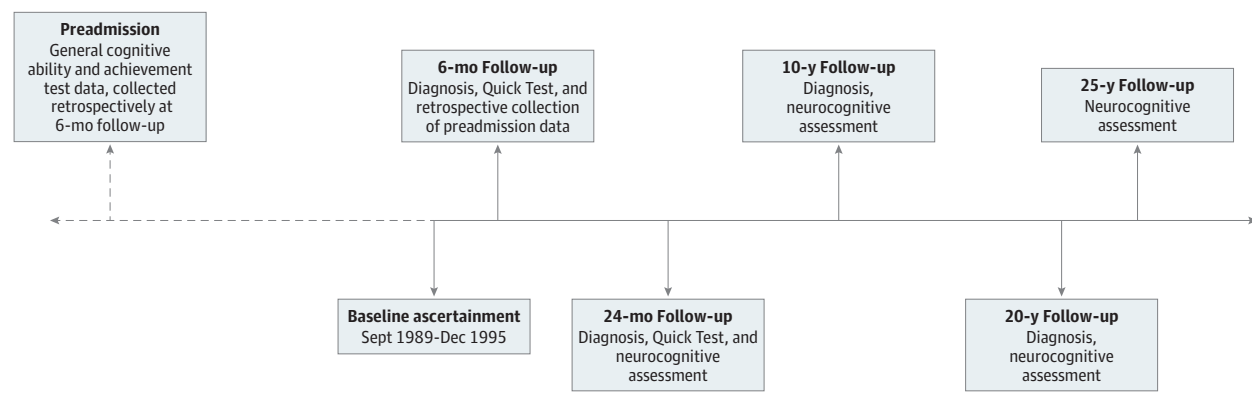 Preadmission
General cognitive
ability and achievement
test data, collected
retrospectively at
6-mo follow-up
6-mo Follow-up
Diagnosis, Quick Test, and
retrospective collection
of preadmission data
10-y Follow-up
Diagnosis,
neurocognitive
assessment
25-y Follow-up
Neurocognitive
assessment
Baseline ascertainment
Sept 1989-Dec 1995
24-mo Follow-up
Diagnosis, Quick Test, and
neurocognitive
assessment
20-y Follow-up
Diagnosis,
neurocognitive
assessment